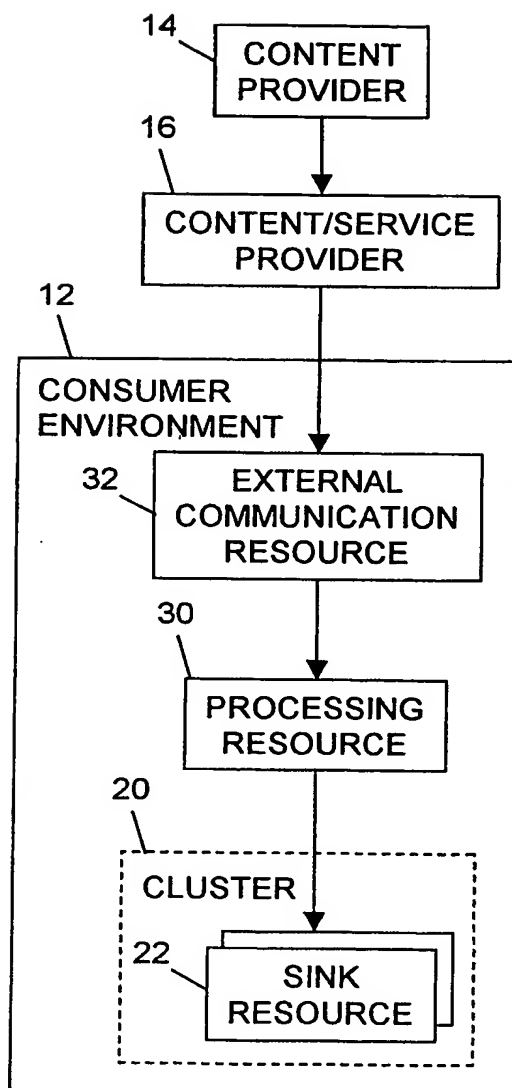 14
CONTENT
PROVIDER
16
CONTENT/SERVICE
PROVIDER
12
CONSUMER
ENVIRONMENT
32
EXTERNAL
COMMUNICATION
RESOURCE
30
PROCESSING
RESOURCE
20
CLUSTER
22
SINK
RESOURCE